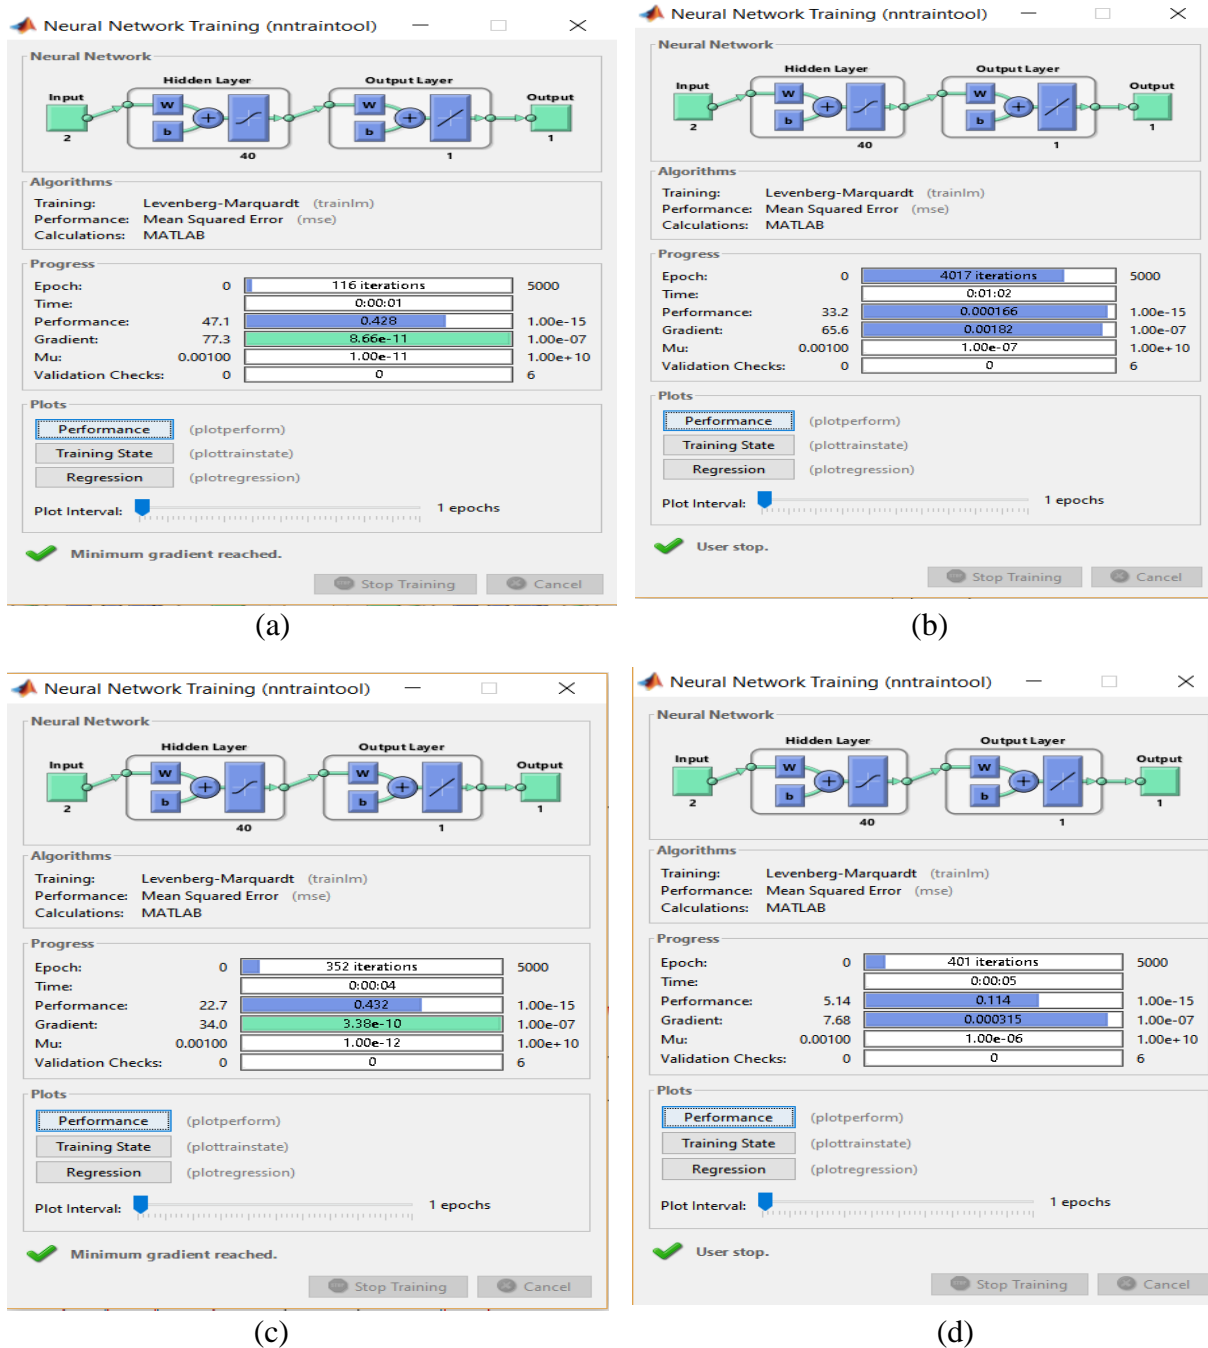 Neural Network Training (nntraintool)
Neural Network
Hidden Layer Output Layer
Input W b + W b + Output
2 40 1 1
Algorithms
Training: Levenberg-Marquardt (trainlm)
Performance: Mean Squared Error (mse)
Calculations: MATLAB
Progress
Epoch: 0 116 iterations 5000
Time: 0:00:01
Performance: 47.1 0.428 1.00e-15
Gradient: 77.3 8.66e-11 1.00e-07
Mu: 0.00100 1.00e-11 1.00e+10
Validation Checks: 0 0 6
Plots
Performance (plotperform)
Training State (plottrainstate)
Regression (plotregression)
Plot Interval: 1 epochs
Minimum gradient reached.
Stop Training Cancel
(a)
Neural Network Training (nntraintool)
Neural Network
Hidden Layer Output Layer
Input W b + W b + Output
2 40 1 1
Algorithms
Training: Levenberg-Marquardt (trainlm)
Performance: Mean Squared Error (mse)
Calculations: MATLAB
Progress
Epoch: 0 4017 iterations 5000
Time: 0:01:02
Performance: 33.2 0.000166 1.00e-15
Gradient: 65.6 0.00182 1.00e-07
Mu: 0.00100 1.00e-07 1.00e+10
Validation Checks: 0 0 6
Plots
Performance (plotperform)
Training State (plottrainstate)
Regression (plotregression)
Plot Interval: 1 epochs
User stop.
Stop Training Cancel
(b)
Neural Network Training (nntraintool)
Neural Network
Hidden Layer Output Layer
Input W b + W b + Output
2 40 1 1
Algorithms
Training: Levenberg-Marquardt (trainlm)
Performance: Mean Squared Error (mse)
Calculations: MATLAB
Progress
Epoch: 0 352 iterations 5000
Time: 0:00:04
Performance: 22.7 0.432 1.00e-15
Gradient: 34.0 3.38e-10 1.00e-07
Mu: 0.00100 1.00e-12 1.00e+10
Validation Checks: 0 0 6
Plots
Performance (plotperform)
Training State (plottrainstate)
Regression (plotregression)
Plot Interval: 1 epochs
Minimum gradient reached.
Stop Training Cancel
(c)
Neural Network Training (nntraintool)
Neural Network
Hidden Layer Output Layer
Input W b + W b + Output
2 40 1 1
Algorithms
Training: Levenberg-Marquardt (trainlm)
Performance: Mean Squared Error (mse)
Calculations: MATLAB
Progress
Epoch: 0 401 iterations 5000
Time: 0:00:05
Performance: 5.14 0.114 1.00e-15
Gradient: 7.68 0.000315 1.00e-07
Mu: 0.00100 1.00e-06 1.00e+10
Validation Checks: 0 0 6
Plots
Performance (plotperform)
Training State (plottrainstate)
Regression (plotregression)
Plot Interval: 1 epochs
User stop.
Stop Training Cancel
(d)